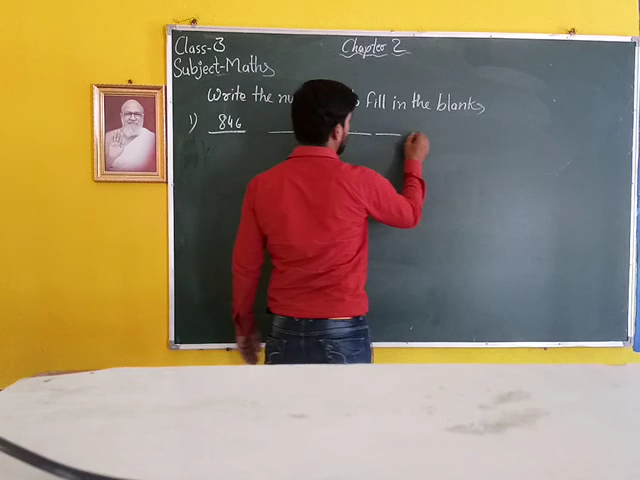 Class-3
Chapter 2
Subject-Maths
Write the fill in the blanks
1) 846